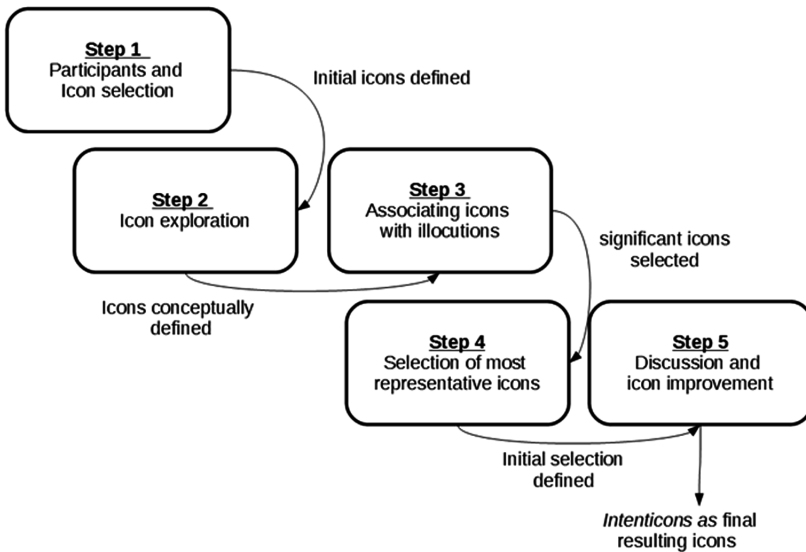 Step 1
Participants and
Icon selection
Initial icons defined
Step 2
Icon exploration
Icons conceptually
defined
Step 3
Associating icons
with illocutions
significant icons
selected
Step 4
Selection of most
representative icons
Initial selection
defined
Step 5
Discussion and
icon improvement
Intenticons as final
resulting icons